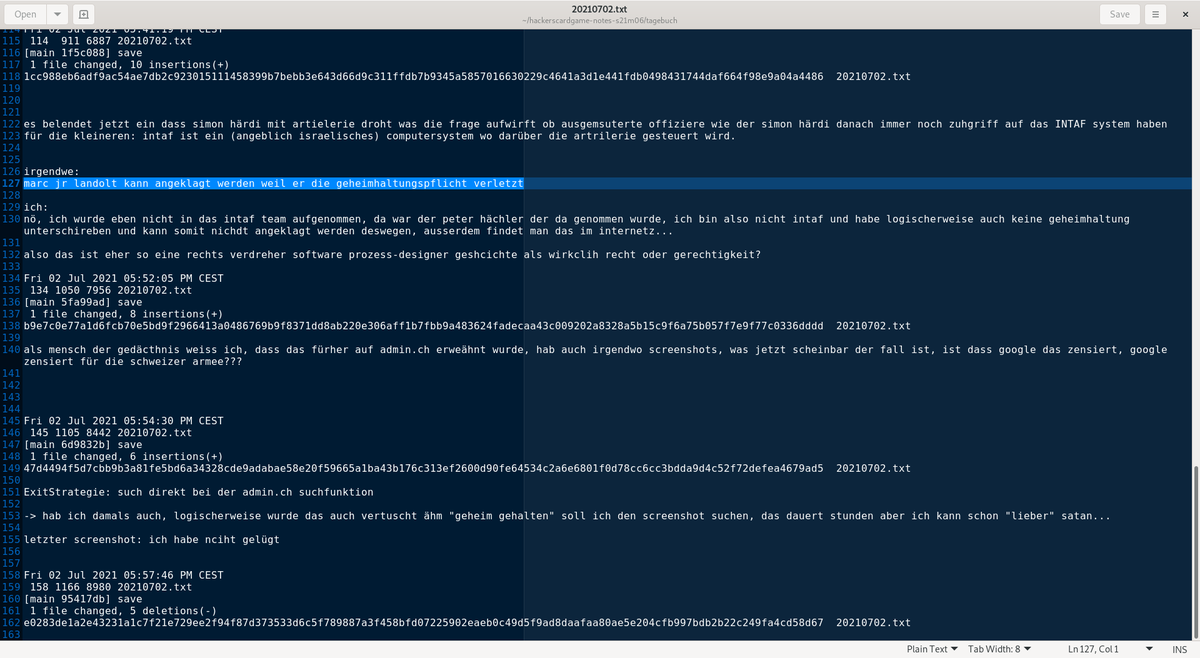 Open
20210702.txt
~/hackerscardgame-notes-s21m06/tagebuch
Save
114 Fri 02 Jul 2021 05:41:19 PM CEST
115 114 911 6887 20210702.txt
116 [main 1f5c088] save
117 1 file changed, 10 insertions(+)
118 1cc988eb6adf9ac54ae7db2c923015111458399b7bebb3e643d66d9c311ffdb7b9345a5857016630229c4641a3d1e441fdb0498431744daf664f98e9a04a4486 20210702.txt
119
120
121
122 es belendet jetzt ein dass simon härdi mit artielerie droht was die frage aufwirft ob ausgemsuterte offiziere wie der simon härdi danach immer noch zuhgriff auf das INTAF system haben
123 für die kleineren: intaf ist ein (angeblich israelisches) computersystem wo darüber die artrilerie gesteuert wird.
124
125
126 irgendwe:
127 marc jr landolt kann angeklagt werden weil er die geheimhaltungspflicht verletzt
128
129 ich:
130 nö, ich wurde eben nicht in das intaf team aufgenommen, da war der peter hächler der da genommen wurde, ich bin also nicht intaf und habe logischerweise auch keine geheimhaltung
unterschireben und kann somit nichdt angeklagt werden deswegen, ausserdem findet man das im internetz...
131
132 also das ist eher so eine rechts verdreher software prozess-designer geshcichte als wirkclih recht oder gerechtigkeit?
133
134 Fri 02 Jul 2021 05:52:05 PM CEST
135 134 1050 7956 20210702.txt
136 [main 5fa99ad] save
137 1 file changed, 8 insertions(+)
138 b9e7c0e77a1d6fcb70e5bd9f2966413a0486769b9f8371dd8ab220e306aff1b7fbb9a483624fadecaa43c009202a8328a5b15c9f6a75b057f7e9f77c0336dddd 20210702.txt
139
140 als mensch der gedäcthnis weiss ich, dass das fürher auf admin.ch erweähnt wurde, hab auch irgendwo screenshots, was jetzt scheinbar der fall ist, ist dass google das zensiert, google
zensiert für die schweizer armee???
141
142
143
144
145 Fri 02 Jul 2021 05:54:30 PM CEST
146 145 1105 8442 20210702.txt
147 [main 6d9832b] save
148 1 file changed, 6 insertions(+)
149 47d4494f5d7cbb9b3a81fe5bd6a34328cde9adabae58e20f59665a1ba43b176c313ef2600d90fe64534c2a6e6801f0d78cc6cc3bdda9d4c52f72defea4679ad5 20210702.txt
150
151 ExitStrategie: such direkt bei der admin.ch suchfunktion
152
153 -> hab ich damals auch, logischerweise wurde das auch vertuscht ähm "geheim gehalten" soll ich den screenshot suchen, das dauert stunden aber ich kann schon "lieber" satan...
154
155 letzter screenshot: ich habe nciht gelügt
156
157
158 Fri 02 Jul 2021 05:57:46 PM CEST
159 158 1166 8980 20210702.txt
160 [main 95417db] save
161 1 file changed, 5 deletions(-)
162 e0283de1a2e43231a1c7f21e729ee2f94f87d373533d6c5f789887a3f458bfd07225902eaeb0c49d5f9ad8daafaa80ae5e204cfb997bdb2b22c249fa4cd58d67 20210702.txt
163
Plain Text
Tab Width: 8
Ln 127, Col 1
INS